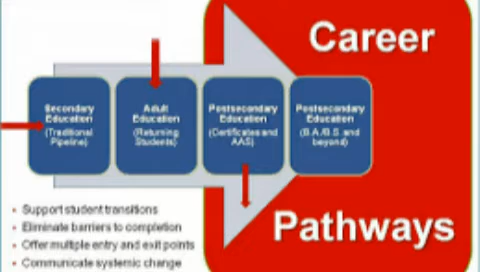 Career
Secondary
Education
(Traditional
Pipeline)
Adult
Education
(Returning
Students)
Postsecondary
Education
(Certificates and
AAS)
Postsecondary
Education
(B.A./B.S. and
beyond)
Pathways
• Support student transitions
• Eliminate barriers to completion
• Offer multiple entry and exit points
• Communicate systemic change